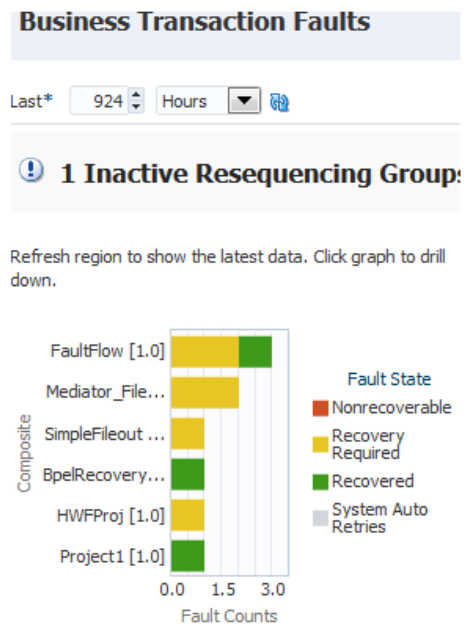 Business Transaction Faults
Last* 924 Hours
1 Inactive Resequencing Groups
Refresh region to show the latest data. Click graph to drill
down.
FaultFlow [1.0]
Mediator_File...
SimpleFileout ...
BpelRecovery...
HWFProj [1.0]
Project1 [1.0]
Composite
0.0 1.5 3.0
Fault Counts
Fault State
Nonrecoverable
Recovery
Required
Recovered
System Auto
Retries